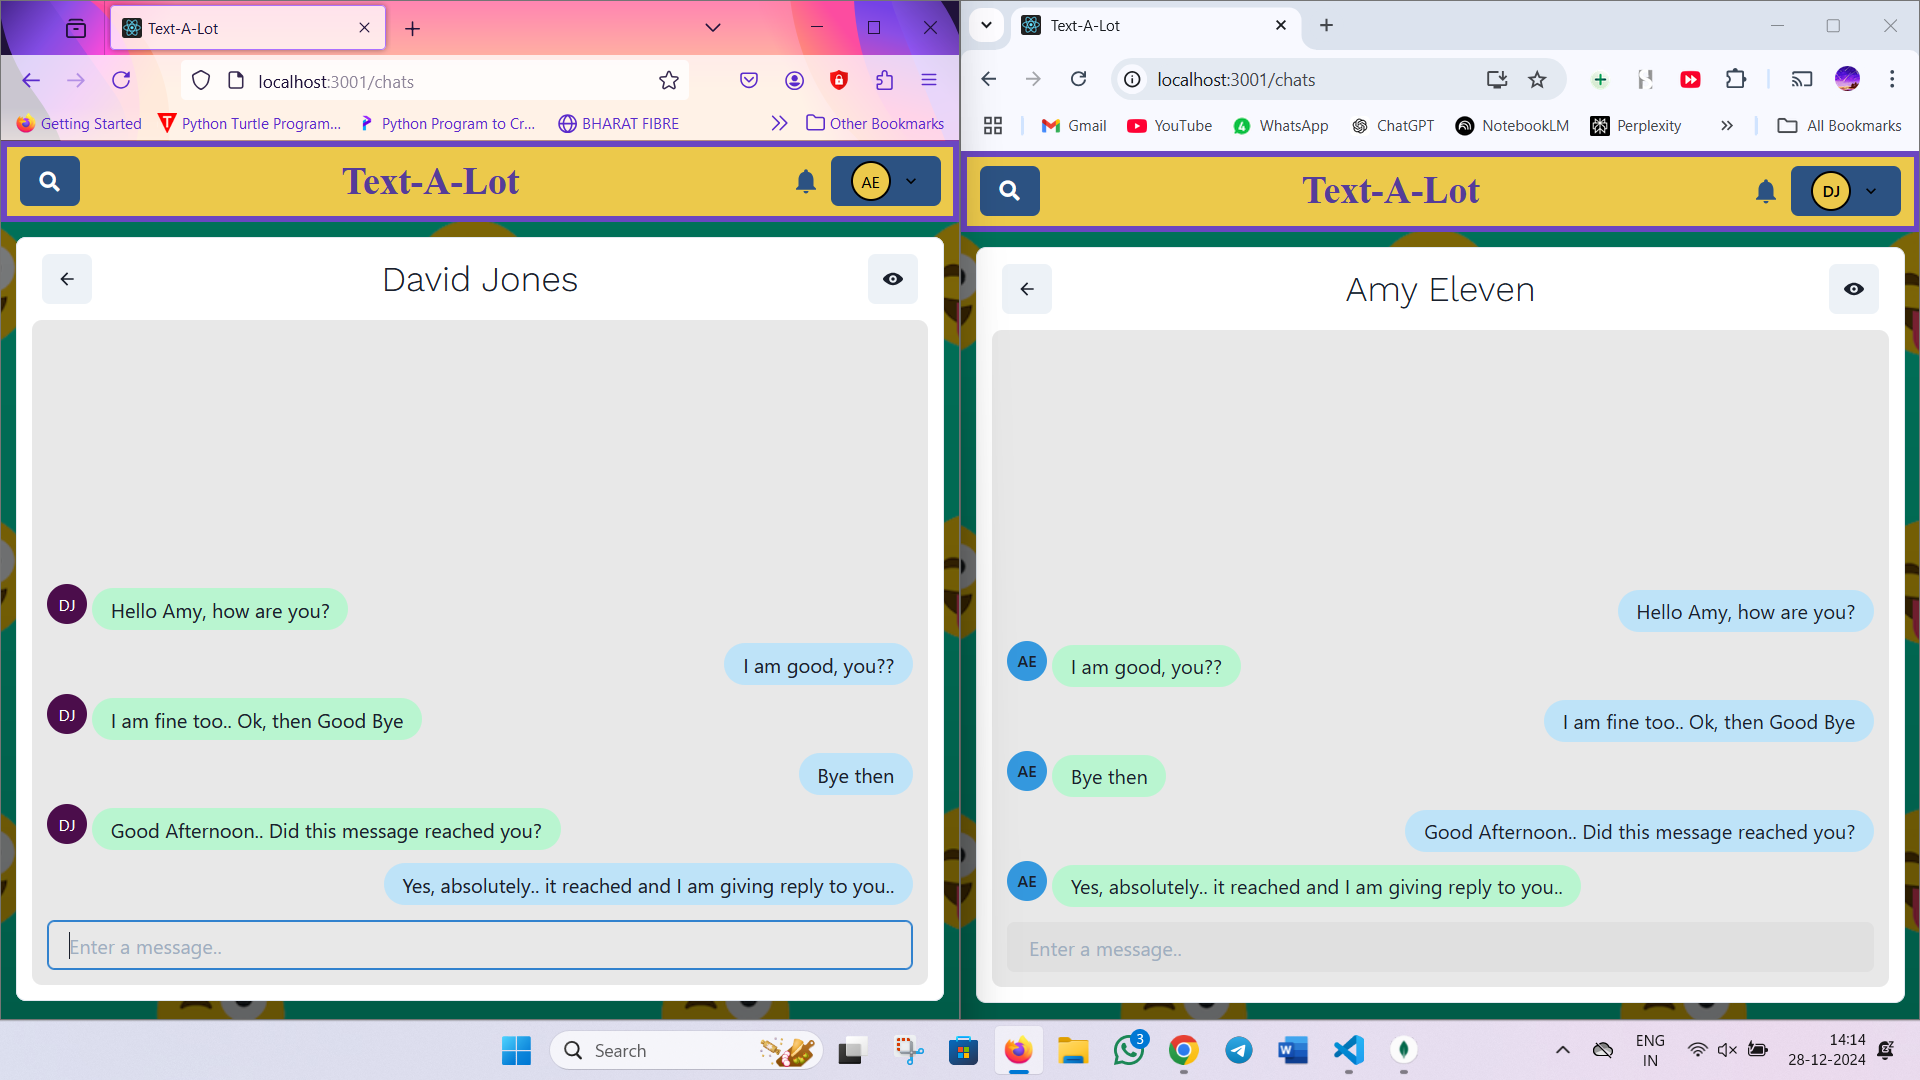 Text-A-Lot
localhost:3001/chats
Getting Started
Python Turtle Program...
Python Program to Cr...
BHARAT FIBRE
Other Bookmarks
Text-A-Lot
AE
David Jones
DJ
Hello Amy, how are you?
I am good, you??
DJ
I am fine too.. Ok, then Good Bye
Bye then
DJ
Good Afternoon.. Did this message reached you?
Yes, absolutely.. it reached and I am giving reply to you..
Enter a message..
Text-A-Lot
localhost:3001/chats
Gmail
YouTube
4
WhatsApp
ChatGPT
NotebookLM
Perplexity
All Bookmarks
Text-A-Lot
DJ
Amy Eleven
Hello Amy, how are you?
AE
I am good, you??
I am fine too.. Ok, then Good Bye
AE
Bye then
Good Afternoon.. Did this message reached you?
AE
Yes, absolutely.. it reached and I am giving reply to you..
Enter a message..
Search
3
W
ENG
IN
14:14
28-12-2024